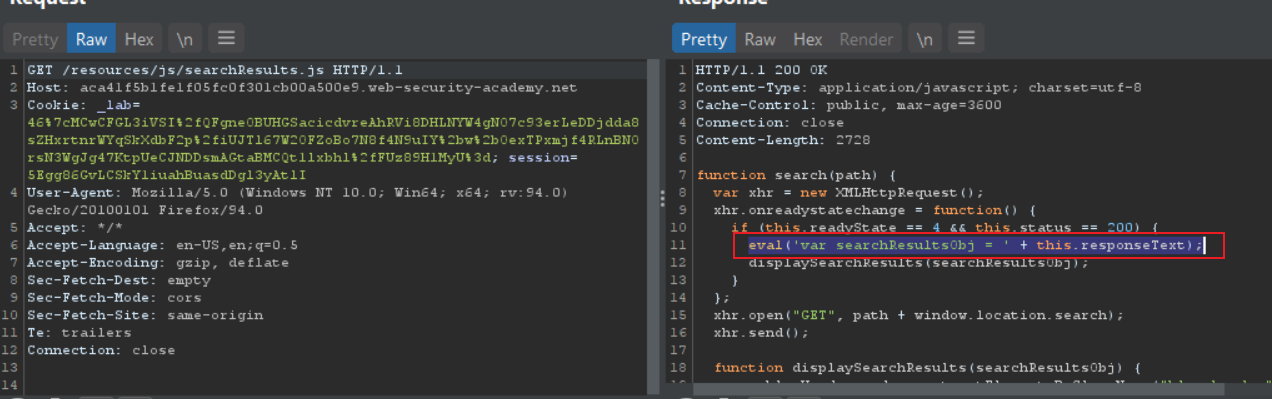 Request
Pretty Raw Hex \n
1 GET /resources/js/searchResults.js HTTP/1.1
2 Host: aca41f5b1fe1f05fc0f301cb00a500e9.web-security-academy.net
3 Cookie: _lab=
46%7cMCwCFGL3iVSI%2fQFgne0BUHGSacicdvreAhRVi8DHLNYW4gN07c93erLeDDjdda8
sZHxrtnrWYqSkXdbF2p%2fiUJTl67W20FZoBo7N8f4N9uIY%2bw%2b0exTPxmjf4RLnBN0
rsN3WgJg47KtpUeCJNDDsmAGtaBMCQt1lxbhl%2fFUz89HlMyU%3d; session=
5Egg86GvLCSkYliuahBuasdDgl3yAtlI
4 User-Agent: Mozilla/5.0 (Windows NT 10.0; Win64; x64; rv:94.0)
Gecko/20100101 Firefox/94.0
5 Accept: */*
6 Accept-Language: en-US,en;q=0.5
7 Accept-Encoding: gzip, deflate
8 Sec-Fetch-Dest: empty
9 Sec-Fetch-Mode: cors
10 Sec-Fetch-Site: same-origin
11 Te: trailers
12 Connection: close
13
14
Response
Pretty Raw Hex Render \n
1 HTTP/1.1 200 OK
2 Content-Type: application/javascript; charset=utf-8
3 Cache-Control: public, max-age=3600
4 Connection: close
5 Content-Length: 2728
6
7 function search(path) {
8 var xhr = new XMLHttpRequest();
9 xhr.onreadystatechange = function() {
10 if (this.readyState == 4 && this.status == 200) {
11 eval('var searchResultsObj = ' + this.responseText);
12 displaySearchResults(searchResultsObj);
13 }
14 };
15 xhr.open("GET", path + window.location.search);
16 xhr.send();
17
18 function displaySearchResults(searchResultsObj) {